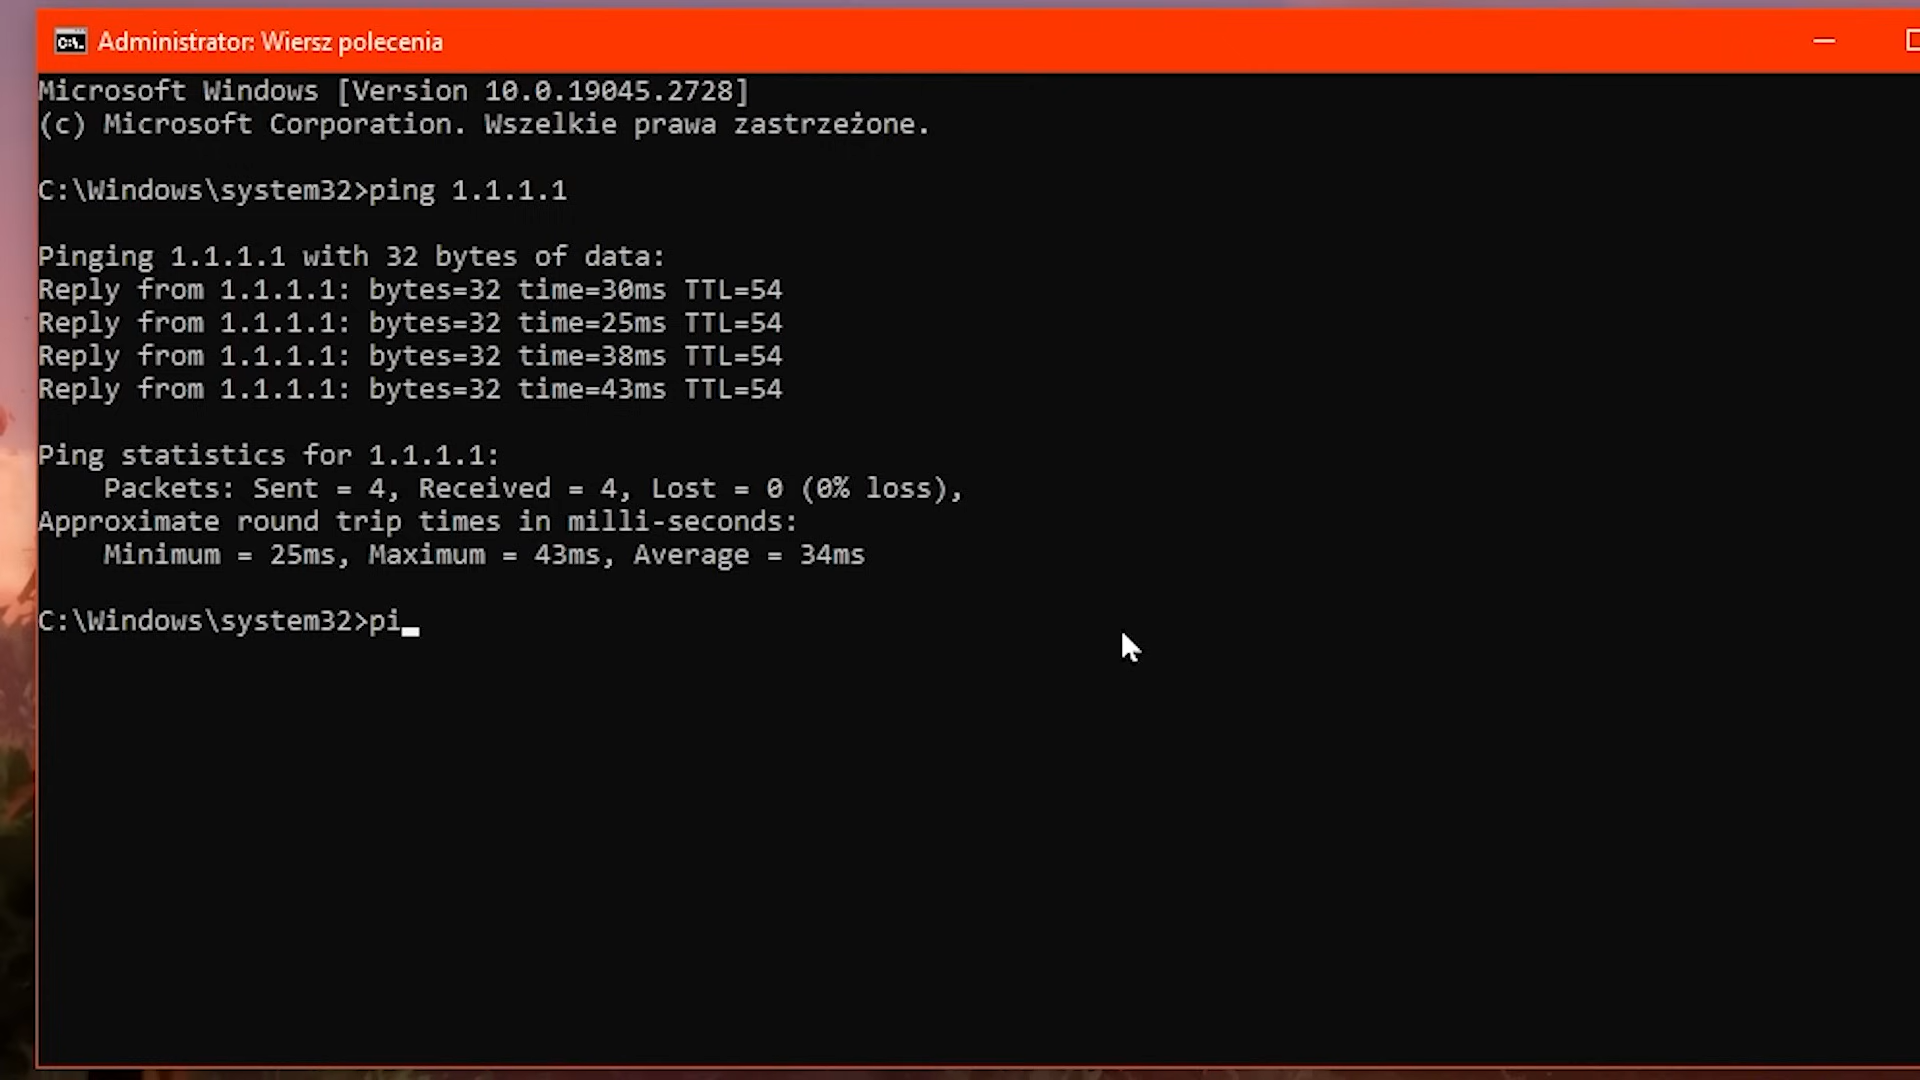 Administrator: Wiersz polecenia
Microsoft Windows [Version 10.0.19045.2728]
(c) Microsoft Corporation. Wszelkie prawa zastrzeżone.
C:\Windows\system32>ping 1.1.1.1
Pinging 1.1.1.1 with 32 bytes of data:
Reply from 1.1.1.1: bytes=32 time=30ms TTL=54
Reply from 1.1.1.1: bytes=32 time=25ms TTL=54
Reply from 1.1.1.1: bytes=32 time=38ms TTL=54
Reply from 1.1.1.1: bytes=32 time=43ms TTL=54
Ping statistics for 1.1.1.1:
    Packets: Sent = 4, Received = 4, Lost = 0 (0% loss),
Approximate round trip times in milli-seconds:
    Minimum = 25ms, Maximum = 43ms, Average = 34ms
C:\Windows\system32>pi